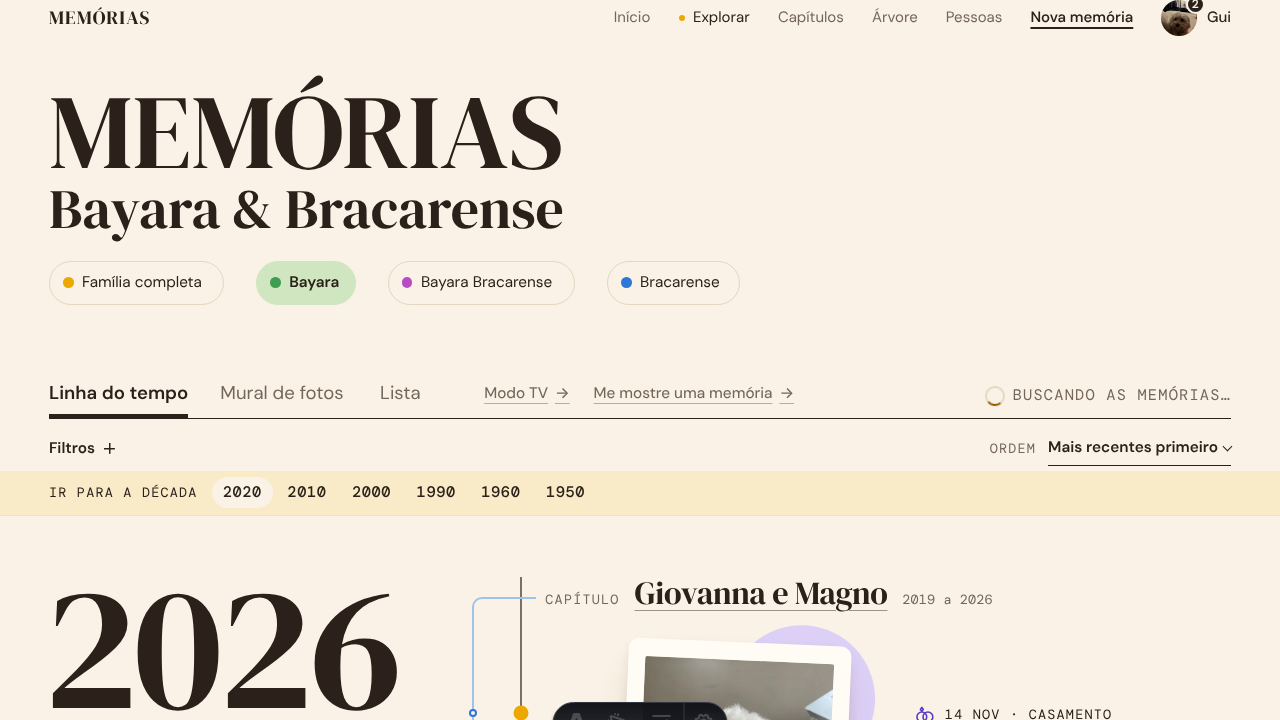 MEMÓRIAS Início Explorar Capítulos Árvore Pessoas Nova memória 2 Gui
MEMÓRIAS
Bayara & Bracarense
Família completa Bayara Bayara Bracarense Bracarense
Linha do tempo Mural de fotos Lista Modo TV → Me mostre uma memória → BUSCANDO AS MEMÓRIAS…
Filtros + ORDEM Mais recentes primeiro
IR PARA A DÉCADA 2020 2010 2000 1990 1960 1950
2026 CAPÍTULO Giovanna e Magno 2019 a 2026
14 NOV · CASAMENTO